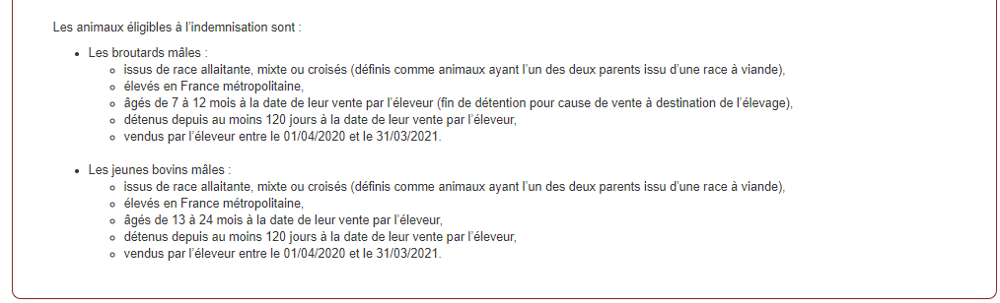 Les animaux éligibles à l'indemnisation sont :
• Les broutards mâles :
o issus de race allaitante, mixte ou croisés (définis comme animaux ayant l'un des deux parents issu d'une race à viande),
o élevés en France métropolitaine,
o âgés de 7 à 12 mois à la date de leur vente par l'éleveur (fin de détention pour cause de vente à destination de l'élevage),
o détenus depuis au moins 120 jours à la date de leur vente par l'éleveur,
o vendus par l'éleveur entre le 01/04/2020 et le 31/03/2021.
• Les jeunes bovins mâles :
o issus de race allaitante, mixte ou croisés (définis comme animaux ayant l'un des deux parents issu d'une race à viande),
o élevés en France métropolitaine,
o âgés de 13 à 24 mois à la date de leur vente par l'éleveur,
o détenus depuis au moins 120 jours à la date de leur vente par l'éleveur,
o vendus par l'éleveur entre le 01/04/2020 et le 31/03/2021.